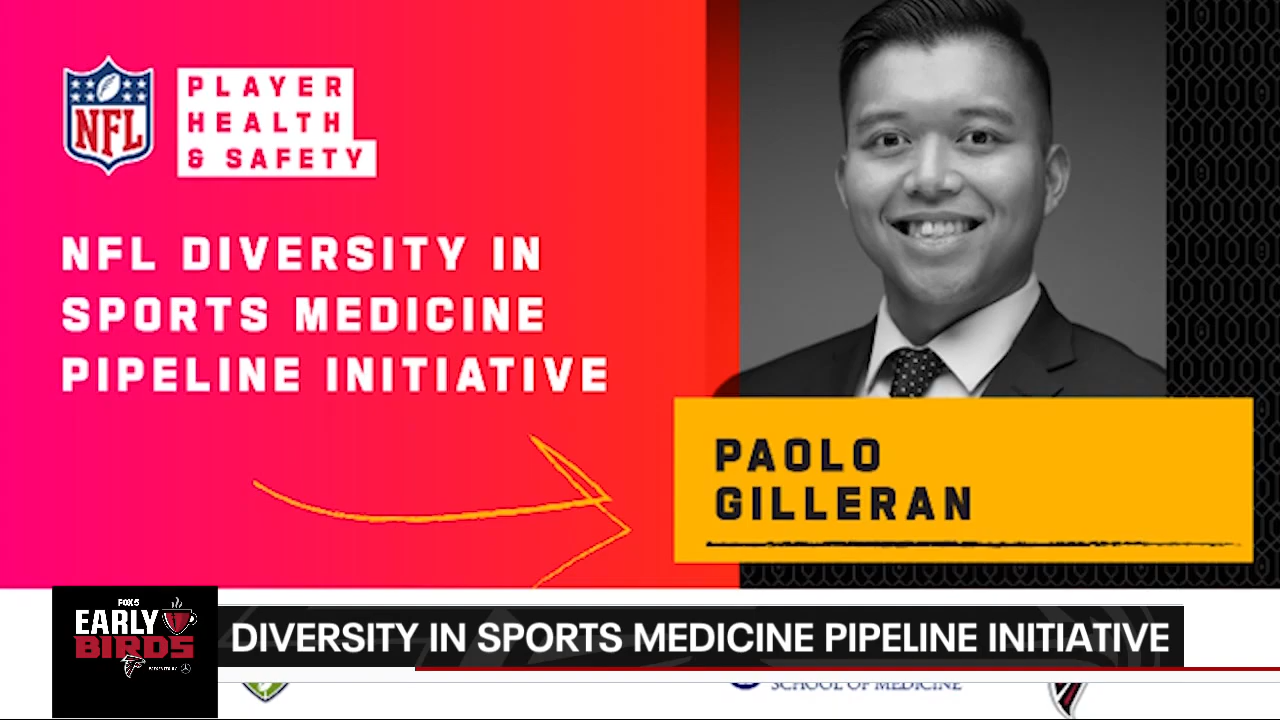 NFL
PLAYER
HEALTH
& SAFETY
NFL DIVERSITY IN
SPORTS MEDICINE
PIPELINE INITIATIVE
PAOLO
GILLERAN
FOX 5
EARLY
BIRDS
DIVERSITY IN SPORTS MEDICINE PIPELINE INITIATIVE
SCHOOL OF MEDICINE